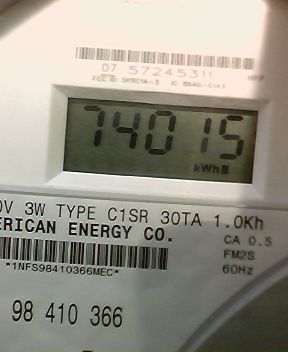 07 57245311
74015
kWh
0V 3W TYPE C1SR 30TA 1.0Kh
ERICAN ENERGY CO.
CA 0.5
FM2S
*1NFS98410366MEC*
60Hz
98 410 366